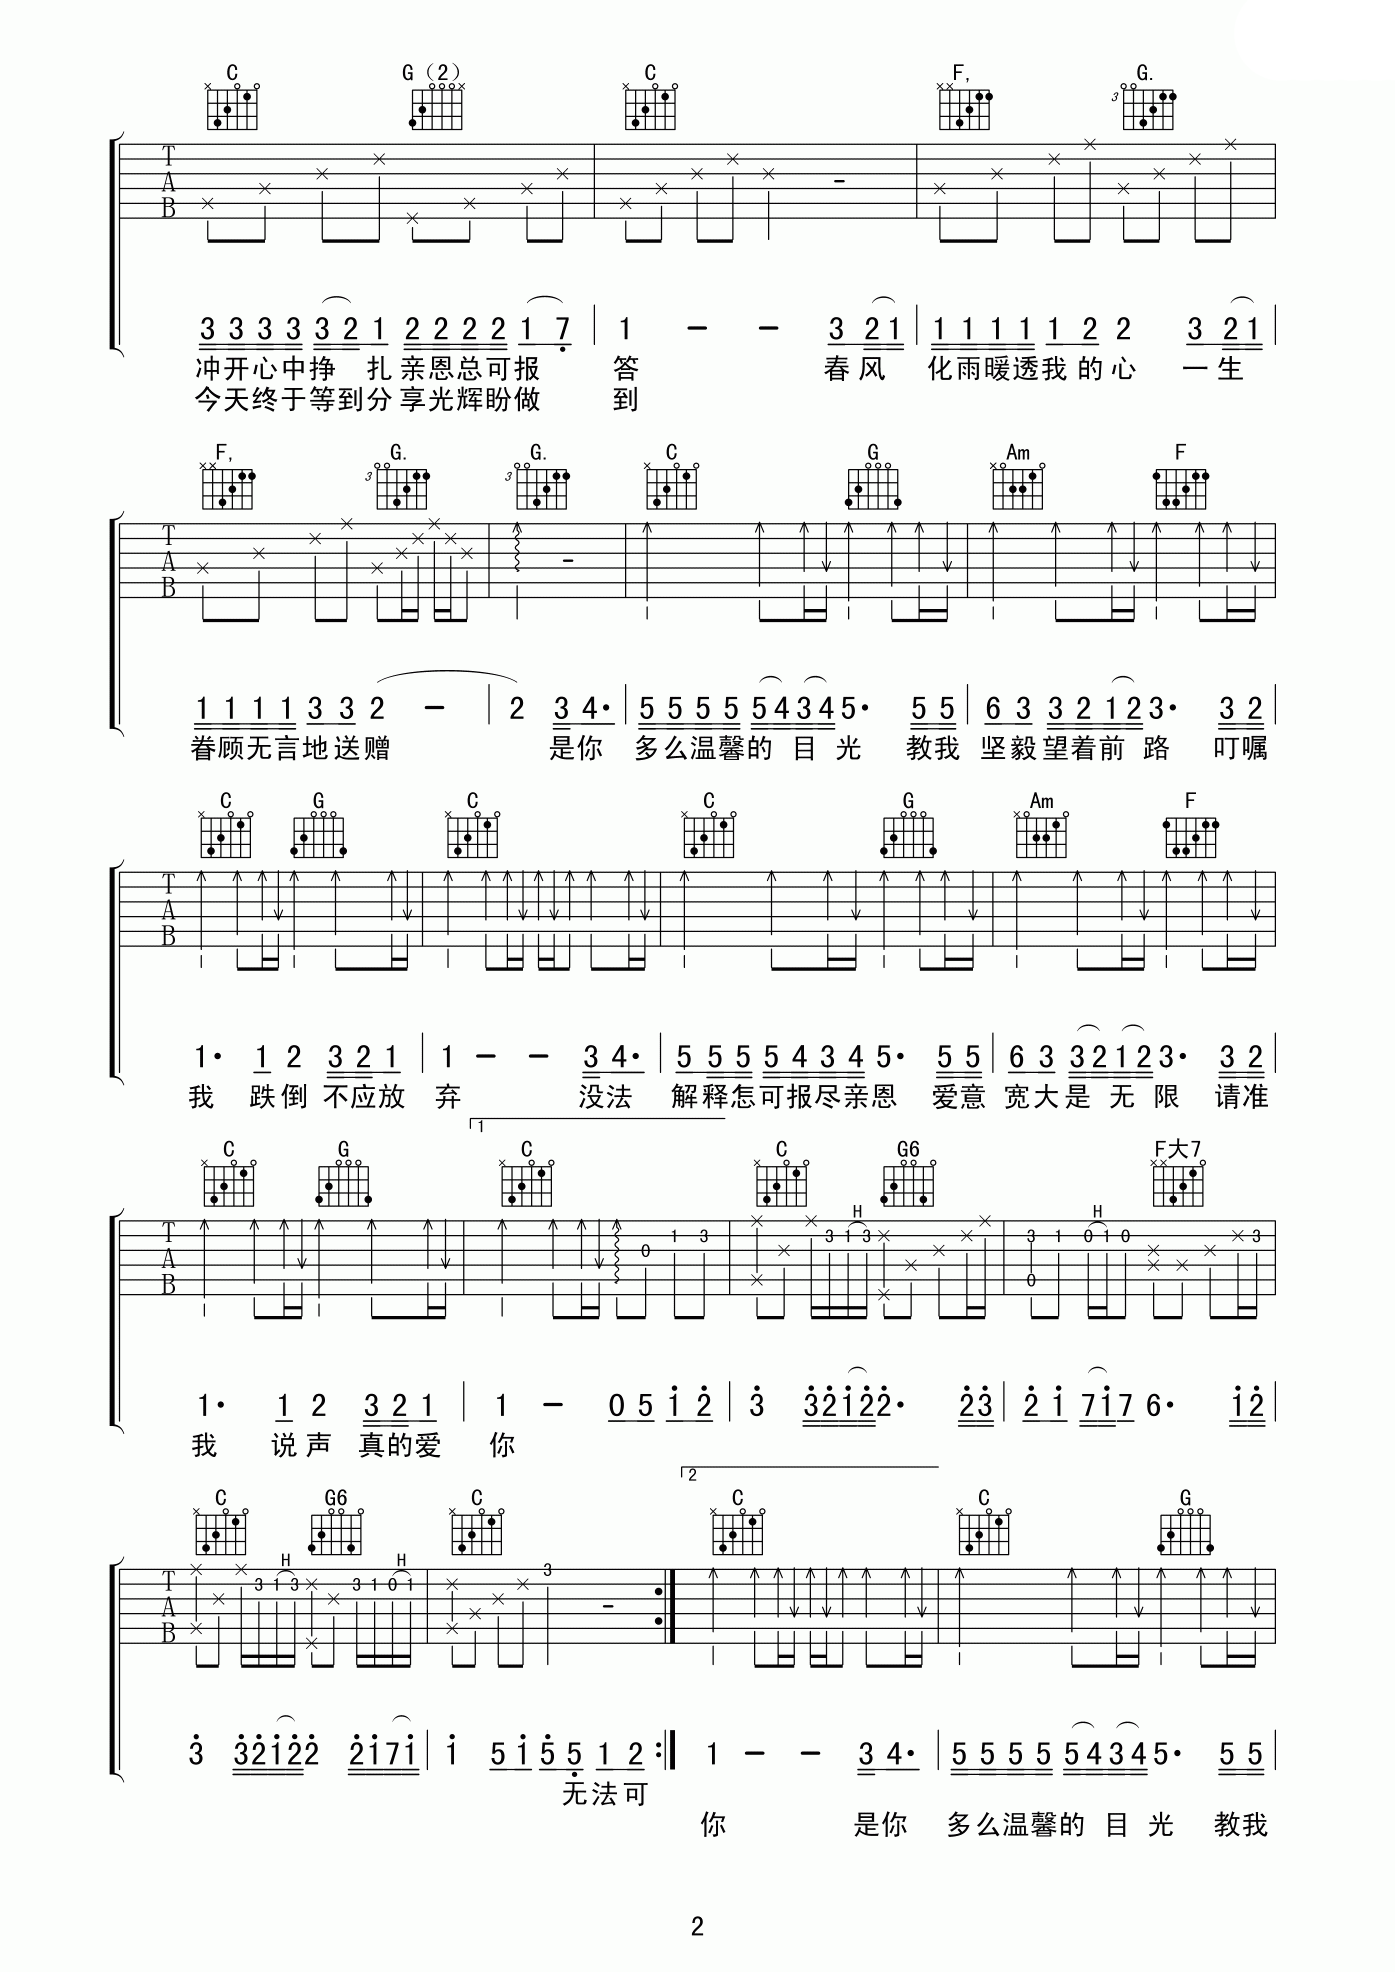 C G（2） C F, G.
3 3 3 3 3 2 1 2 2 2 2 1 7 | 1 – – 3 2 1 | 1 1 1 1 1 2 2 3 2 1 |
冲开心中挣 扎 亲恩总可报 答 春风 化雨暖透我的心 一生
今天终于等到分 享光辉盼做 到
F, G. G. C G Am F
3 3 3
T A B
1 1 1 1 3 3 2 – | 2 3 4· | 5 5 5 5 5 4 3 4 5· 5 5 | 6 3 3 2 1 2 3· 3 2 |
眷顾无言地送赠 是你 多么温馨的 目 光 教我 坚毅望着前 路 叮嘱
C G C C G Am F
T A B
1· 1 2 3 2 1 | 1 – – 3 4· | 5 5 5 5 4 3 4 5· 5 5 | 6 3 3 2 1 2 3· 3 2 |
我 跌倒 不应放 弃 没法 解释怎可报尽亲恩 爱意 宽大是 无 限 请准
1
C G C C G6 F大7
H H
T A B 0 1 3 3 1 3 3 0 1 0 1 0 3
1· 1 2 3 2 1 | 1 – 0 5 1 2 | 3 3 2 1 2 2· 2 3 | 2 1 7 1 7 6· 1 2 |
我 说声 真的爱 你
2
C G6 C C C G
H H
T A B 3 1 3 3 1 0 1 3
3 3 2 1 2 2 2 1 7 1 | 1 5 1 5 5 1 2 :| 1 – – 3 4· | 5 5 5 5 5 4 3 4 5· 5 5 |
无法可
你 是你 多么温馨的 目 光 教我
2